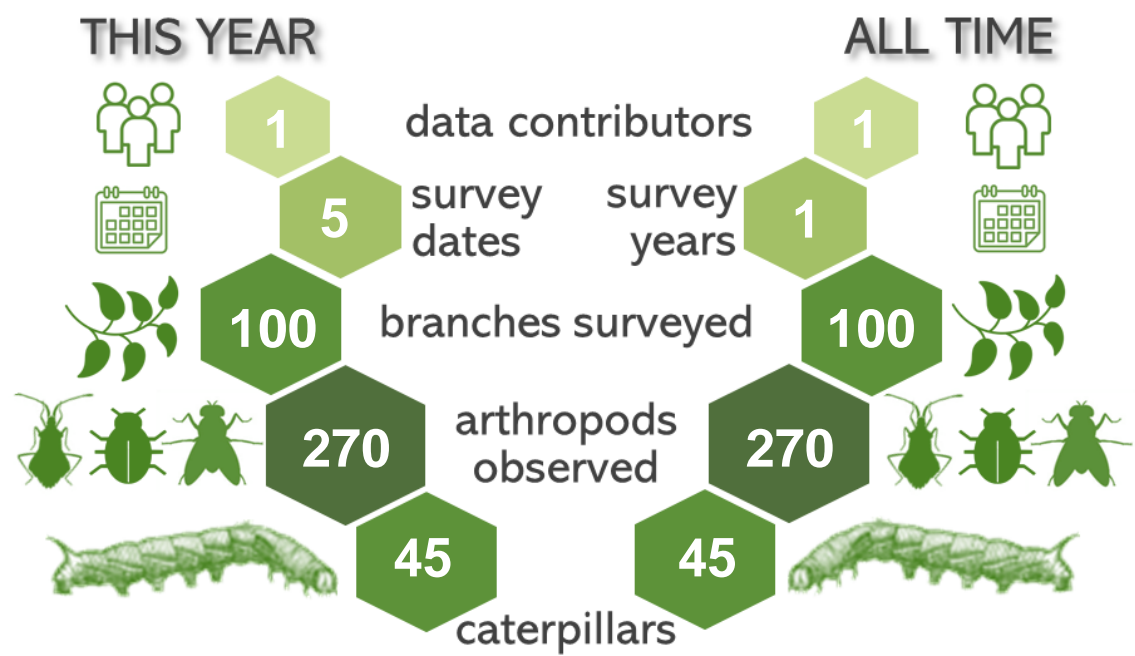 THIS YEAR
ALL TIME
1
data contributors
1
5
survey
dates
survey
years
1
100
branches surveyed
100
270
arthropods
observed
270
45
45
caterpillars